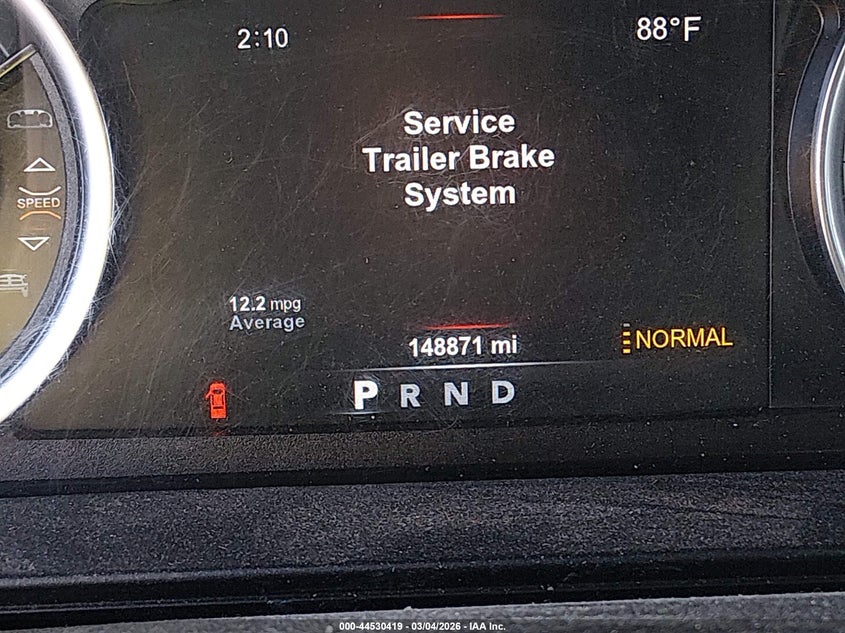 2:10
88°F
Service
Trailer Brake
System
SPEED
12.2 mpg
Average
148871 mi
NORMAL
P R N D
000-44530419 - 03/04/2026 - IAA Inc.